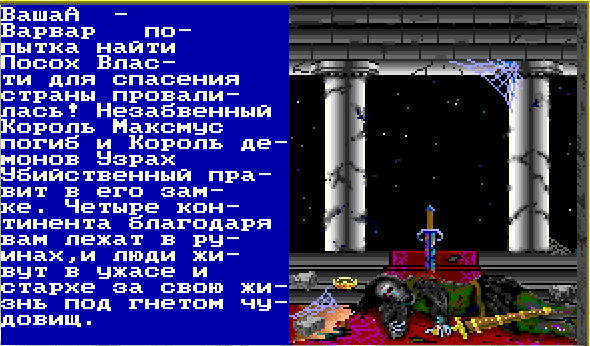 ВашаА -
Варвар по-
пытка найти
Посох Влас-
ти для спасения
страны провали-
лась! Незабвенный
Король Максмус
погиб и Король де-
монов Узрах
Убийственный пра-
вит в его зам-
ке. Четыре кон-
тинента благодаря
вам лежат в ру-
инах,и люди жи-
вут в ужасе и
стархе за свою жи-
знь под гнетом чу-
довищ.